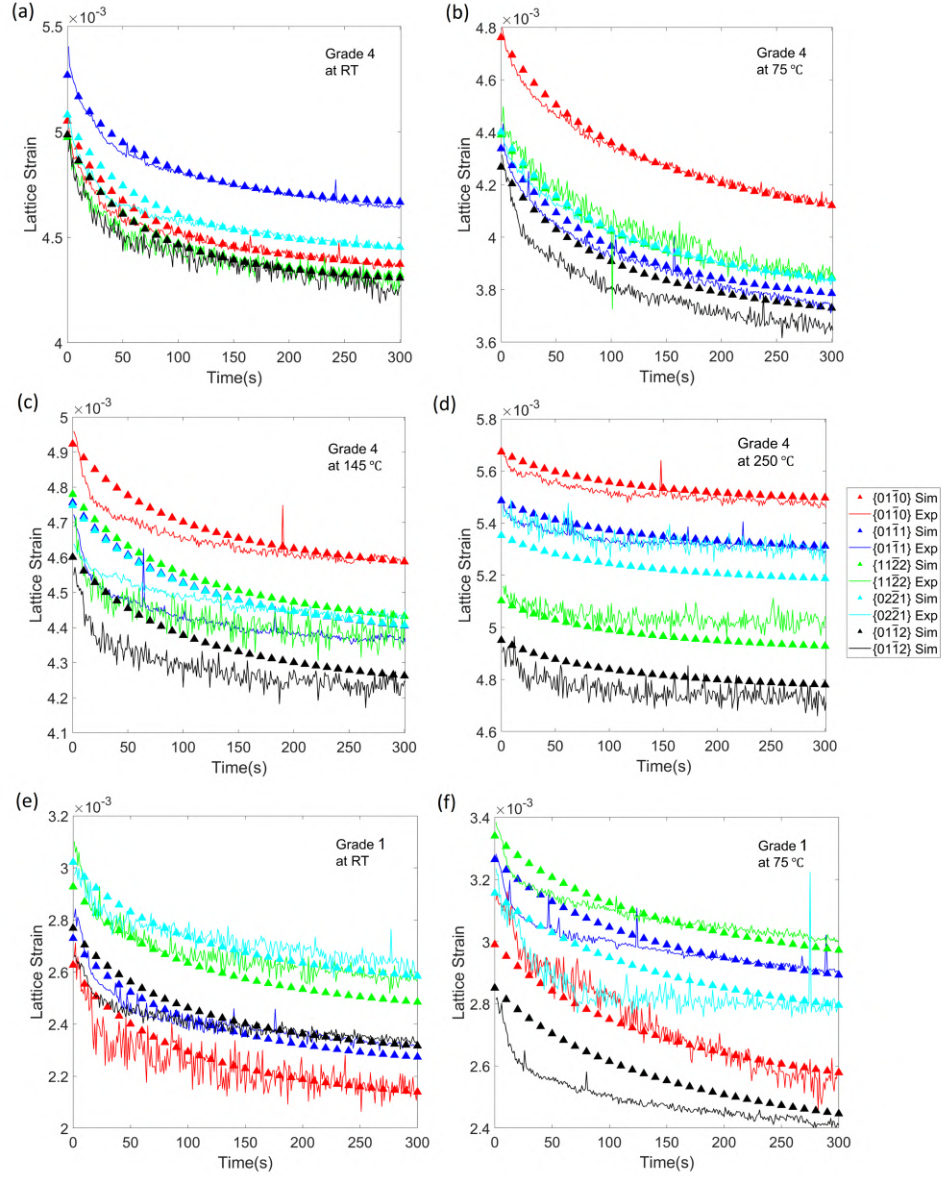 (a)
×10⁻³
5.5
5
4.5
4
Lattice Strain
Grade 4
at RT
0 50 100 150 200 250 300
Time(s)
(b)
×10⁻³
4.8
4.6
4.4
4.2
4
3.8
3.6
Lattice Strain
Grade 4
at 75 ℃
0 50 100 150 200 250 300
Time(s)
(c)
×10⁻³
5
4.9
4.8
4.7
4.6
4.5
4.4
4.3
4.2
4.1
Lattice Strain
Grade 4
at 145 ℃
0 50 100 150 200 250 300
Time(s)
(d)
×10⁻³
5.8
5.6
5.4
5.2
5
4.8
4.6
Lattice Strain
Grade 4
at 250 ℃
0 50 100 150 200 250 300
Time(s)
{011̄0} Sim
{011̄0} Exp
{011̄1} Sim
{011̄1} Exp
{112̄2} Sim
{112̄2} Exp
{022̄1} Sim
{022̄1} Exp
{011̄2} Sim
{011̄2} Sim
(e)
×10⁻³
3.2
3
2.8
2.6
2.4
2.2
2
Lattice Strain
Grade 1
at RT
0 50 100 150 200 250 300
Time(s)
(f)
×10⁻³
3.4
3.2
3
2.8
2.6
2.4
Lattice Strain
Grade 1
at 75 ℃
0 50 100 150 200 250 300
Time(s)